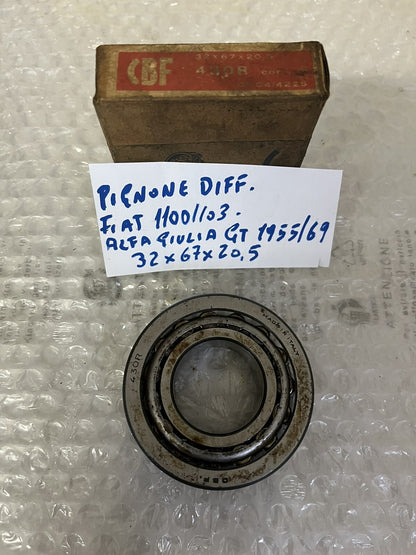 CBF
32x67x20,
430R
PIGNONE DIFF.
FIAT 1100/103.
ALFA GIULIA GT 1955/69
32x67x20,5
430R
MADE IN ITALY
C.B.F.
ATTENZIONE